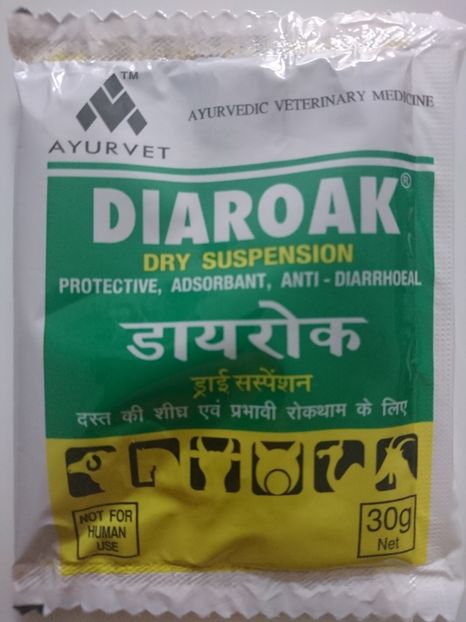 TM
AYURVET
AYURVEDIC VETERINARY MEDICINE
DIAROAK®
DRY SUSPENSION
PROTECTIVE, ADSORBANT, ANTI - DIARRHOEAL
डायरोक
ड्राई सस्पेंशन
दस्त की शीघ्र एवं प्रभावी रोकथाम के लिए
NOT FOR
HUMAN
USE
30g
Net